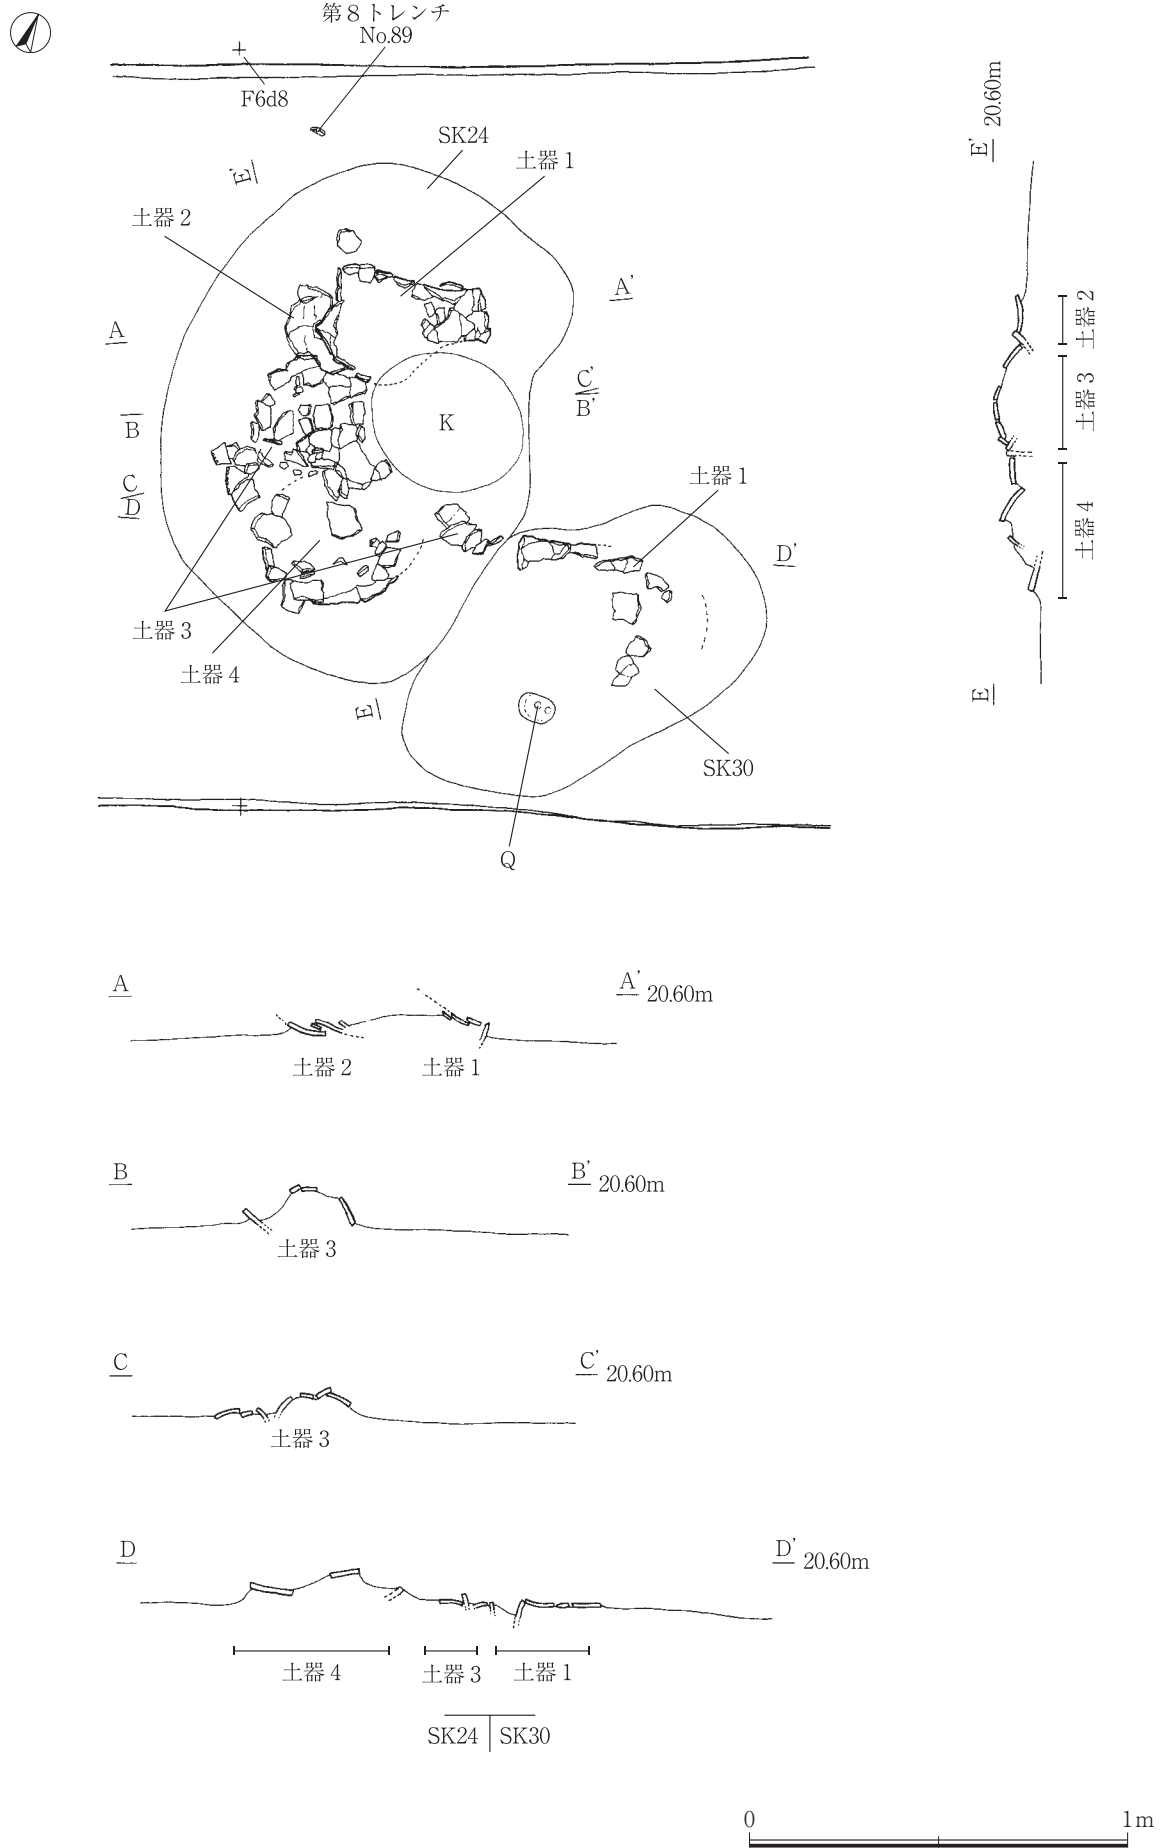 第８トレンチ
No.89
F6d8
SK24
土器 1
E'
土器 2
A'
A
C'
B'
B
K
C
D
土器 1
D'
土器 3
土器 4
E
SK30
Q
E' 20.60m
土器 2
土器 3
土器 4
E
A
A' 20.60m
土器 2
土器 1
B
B' 20.60m
土器 3
C
C' 20.60m
土器 3
D
D' 20.60m
土器 4
土器 3
土器 1
SK24
SK30
0
1m